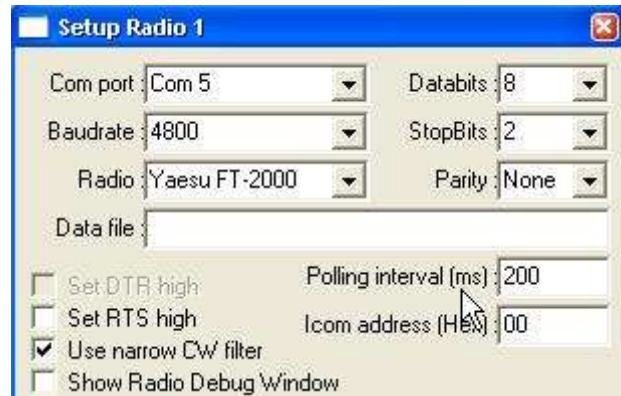 Setup Radio 1
Com port : Com 5 Databits : 8
Baudrate : 4800 StopBits : 2
Radio : Yaesu FT-2000 Parity : None
Data file :
Set DTR high Polling interval (ms) : 200
Set RTS high Icom address (Hex) : 00
Use narrow CW filter
Show Radio Debug Window